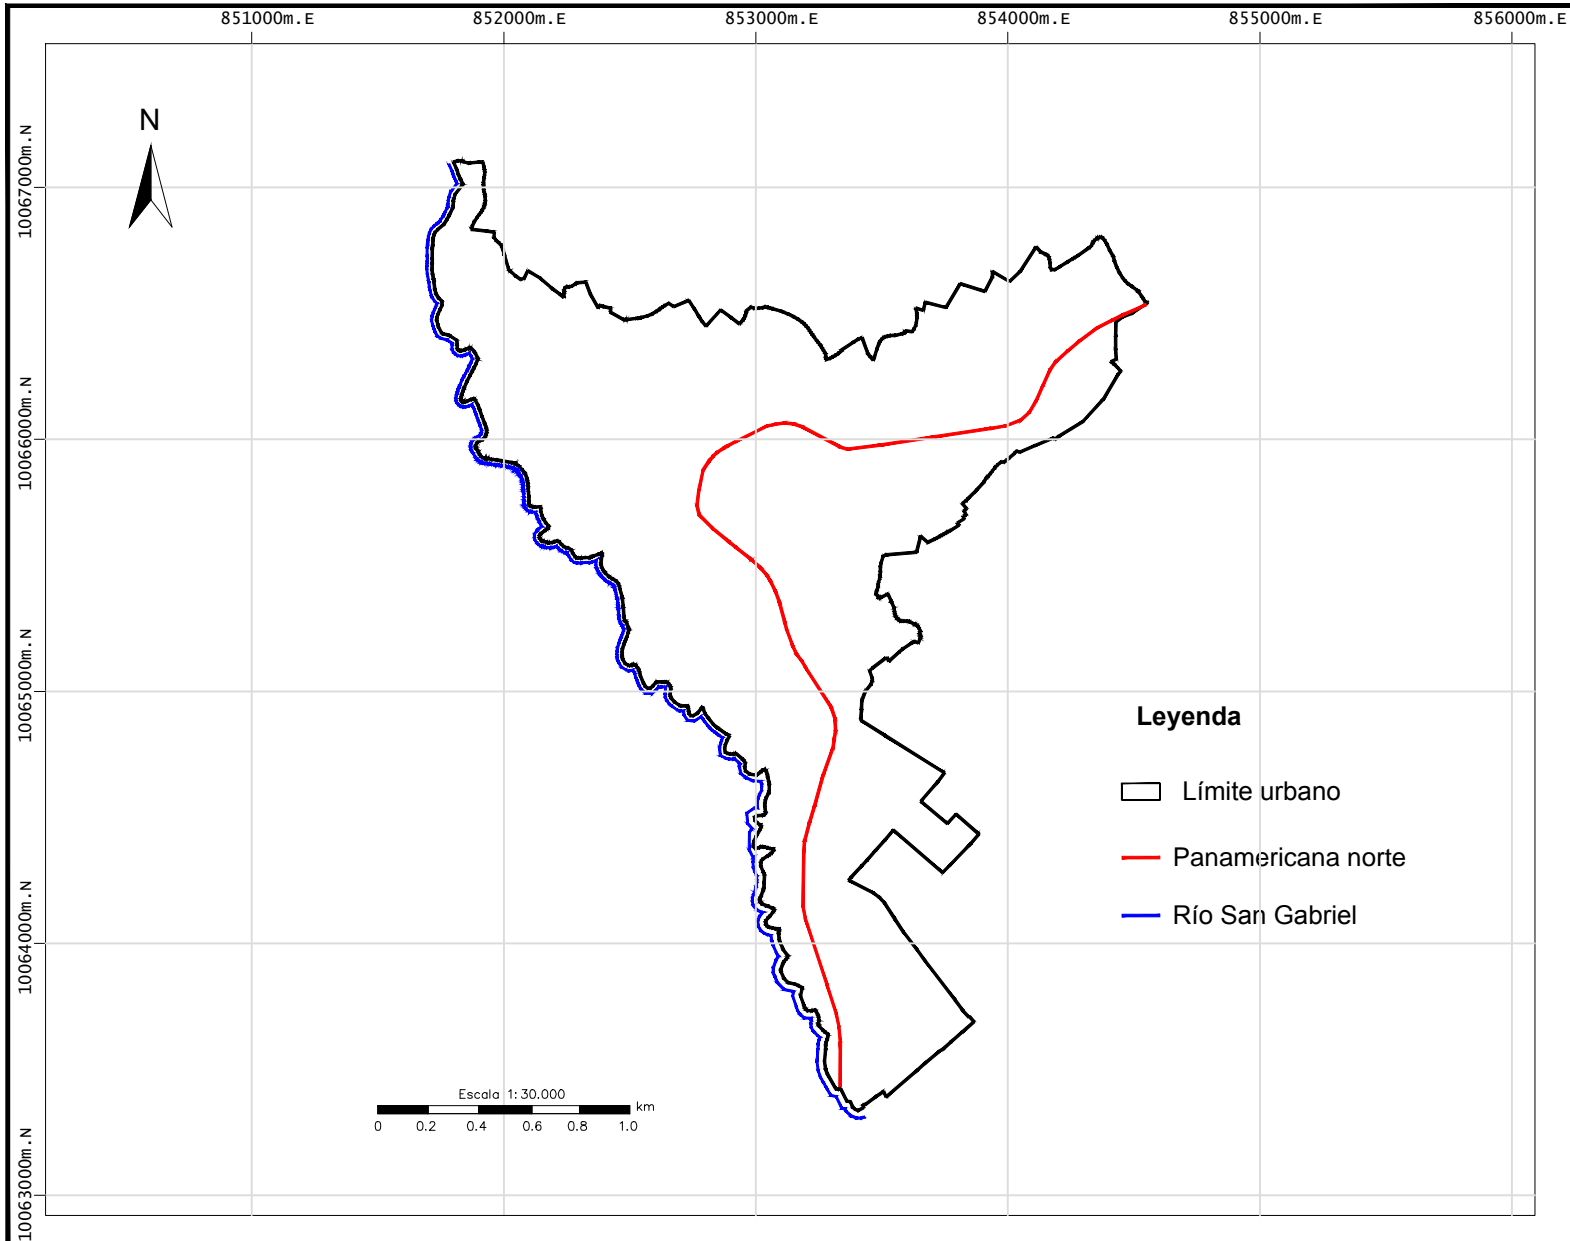 851000m.E 852000m.E 853000m.E 854000m.E 855000m.E 856000m.E
N
10067000m.N
10066000m.N
10065000m.N
10064000m.N
10063000m.N
Leyenda
Límite urbano
Panamericana norte
Río San Gabriel
Escala 1:30.000
km
0 0.2 0.4 0.6 0.8 1.0